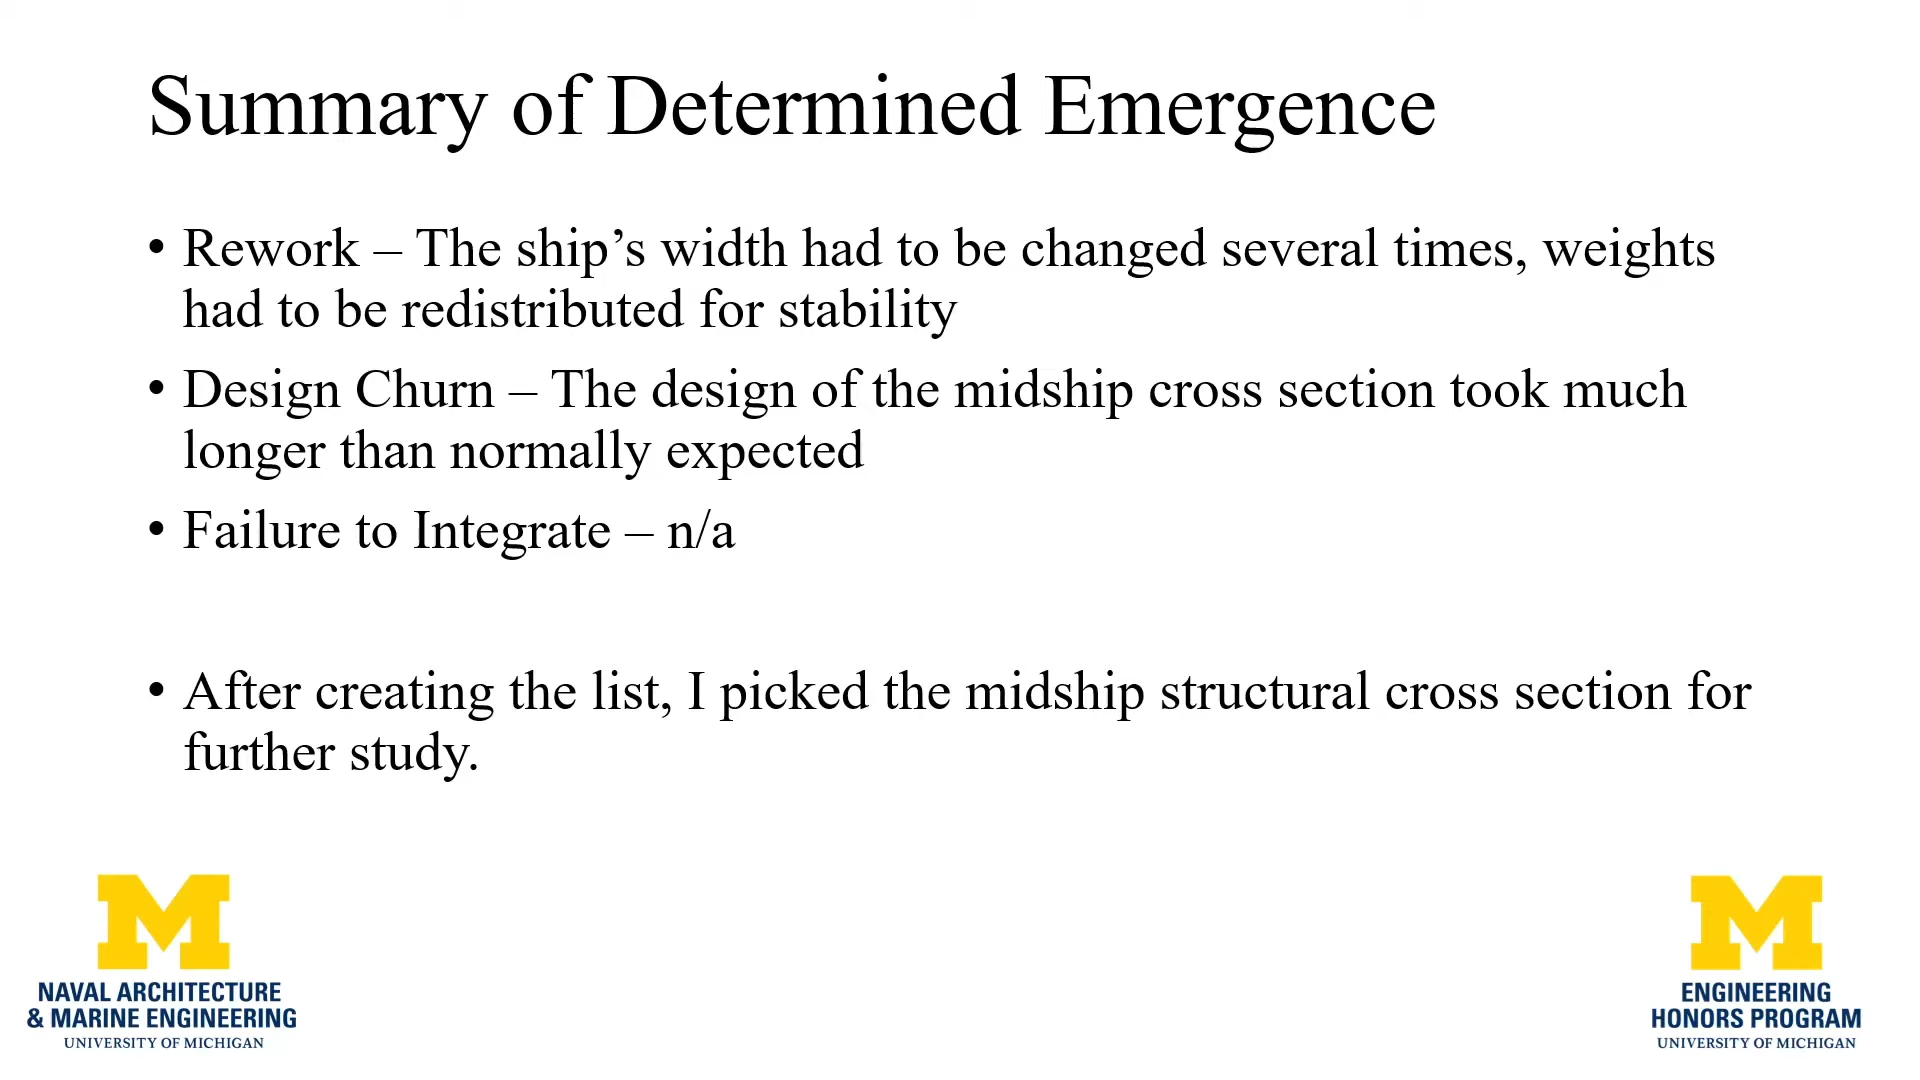 Summary of Determined Emergence
• Rework – The ship’s width had to be changed several times, weights
had to be redistributed for stability
• Design Churn – The design of the midship cross section took much
longer than normally expected
• Failure to Integrate – n/a
• After creating the list, I picked the midship structural cross section for
further study.
M
NAVAL ARCHITECTURE
& MARINE ENGINEERING
UNIVERSITY OF MICHIGAN
M
ENGINEERING
HONORS PROGRAM
UNIVERSITY OF MICHIGAN